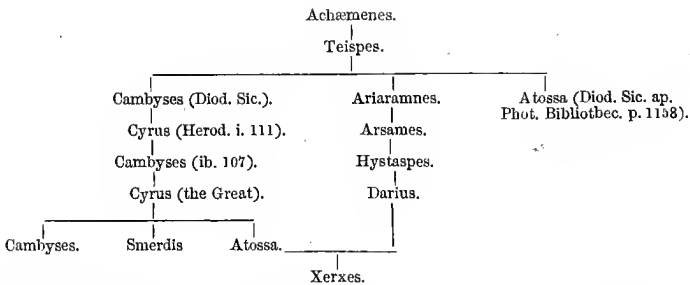 Achæmenes.
Teispes.
Cambyses (Diod. Sic.).
Ariaramnes.
Atossa (Diod. Sic. ap.
Phot. Bibliotbec. p. 1158).
Cyrus (Herod. i. 111).
Arsames.
Cambyses (ib. 107).
Hystaspes.
Cyrus (the Great).
Darius.
Cambyses.
Smerdis
Atossa.
Xerxes.